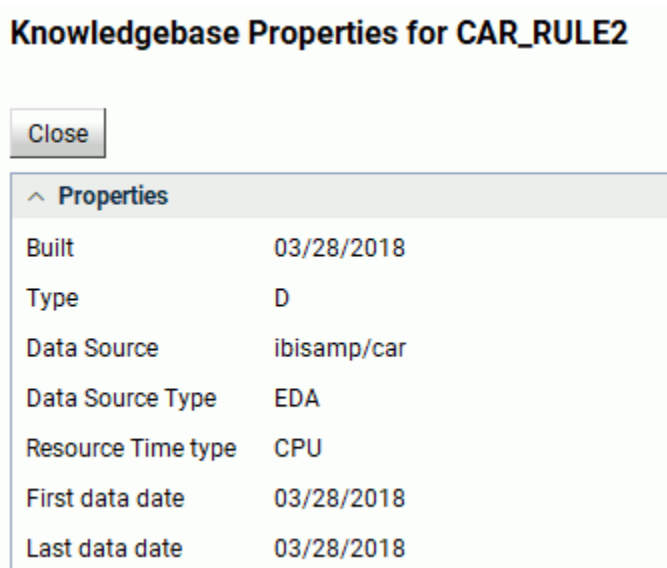 Knowledgebase Properties for CAR_RULE2
Close
Properties
Built 03/28/2018
Type D
Data Source ibisamp/car
Data Source Type EDA
Resource Time type CPU
First data date 03/28/2018
Last data date 03/28/2018